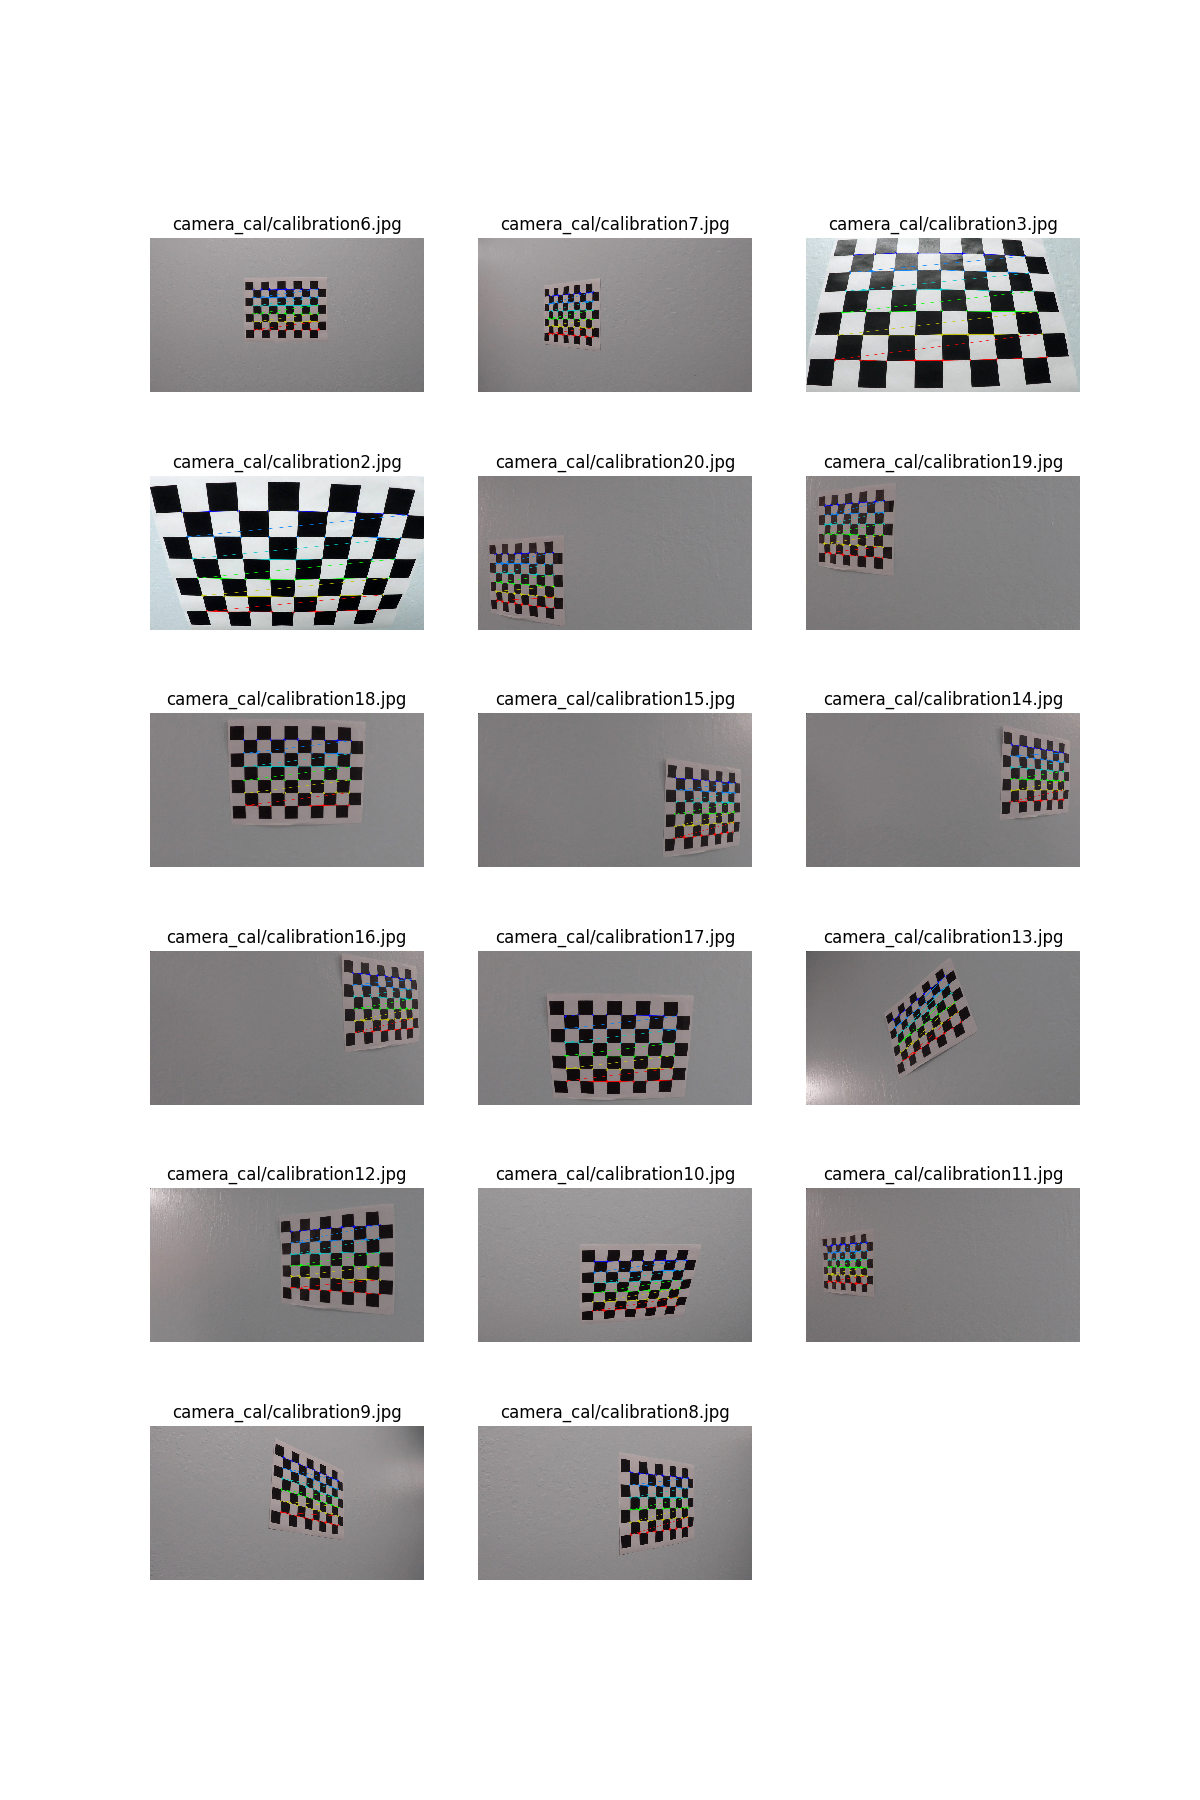 camera_cal/calibration6.jpg
camera_cal/calibration7.jpg
camera_cal/calibration3.jpg
camera_cal/calibration2.jpg
camera_cal/calibration20.jpg
camera_cal/calibration19.jpg
camera_cal/calibration18.jpg
camera_cal/calibration15.jpg
camera_cal/calibration14.jpg
camera_cal/calibration16.jpg
camera_cal/calibration17.jpg
camera_cal/calibration13.jpg
camera_cal/calibration12.jpg
camera_cal/calibration10.jpg
camera_cal/calibration11.jpg
camera_cal/calibration9.jpg
camera_cal/calibration8.jpg